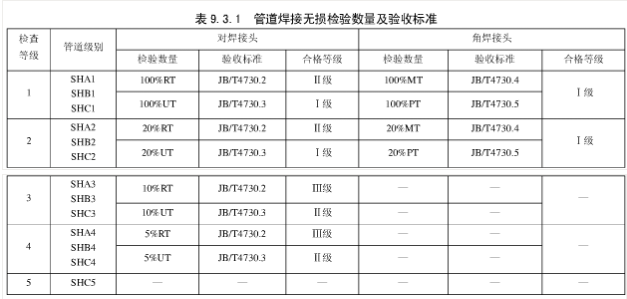 表 9.3.1 管道焊接无损检验数量及验收标准
检查等级 管道级别 对焊接头 角焊接头
检验数量 验收标准 合格等级 检验数量 验收标准 合格等级
1 SHA1 SHB1 SHC1 100%RT JB/T4730.2 Ⅱ级 100%MT JB/T4730.4 Ⅰ级
100%UT JB/T4730.3 Ⅰ级 100%PT JB/T4730.5
2 SHA2 SHB2 SHC2 20%RT JB/T4730.2 Ⅱ级 20%MT JB/T4730.4 Ⅰ级
20%UT JB/T4730.3 Ⅰ级 20%PT JB/T4730.5
3 SHA3 SHB3 SHC3 10%RT JB/T4730.2 Ⅲ级 — — —
10%UT JB/T4730.3 Ⅱ级 — —
4 SHA4 SHB4 SHC4 5%RT JB/T4730.2 Ⅲ级 — — —
5%UT JB/T4730.3 Ⅱ级 — —
5 SHC5 — — — — — —